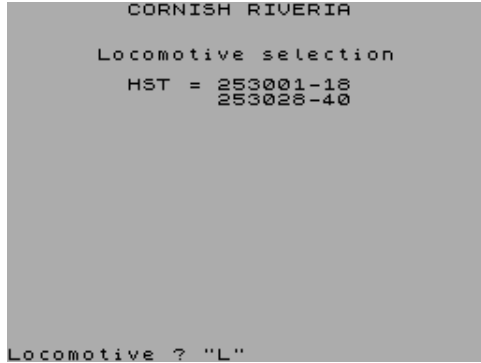 CORNISH RIVERIA
Locomotive selection
HST = 253001-18
253028-40
Locomotive ? "L"